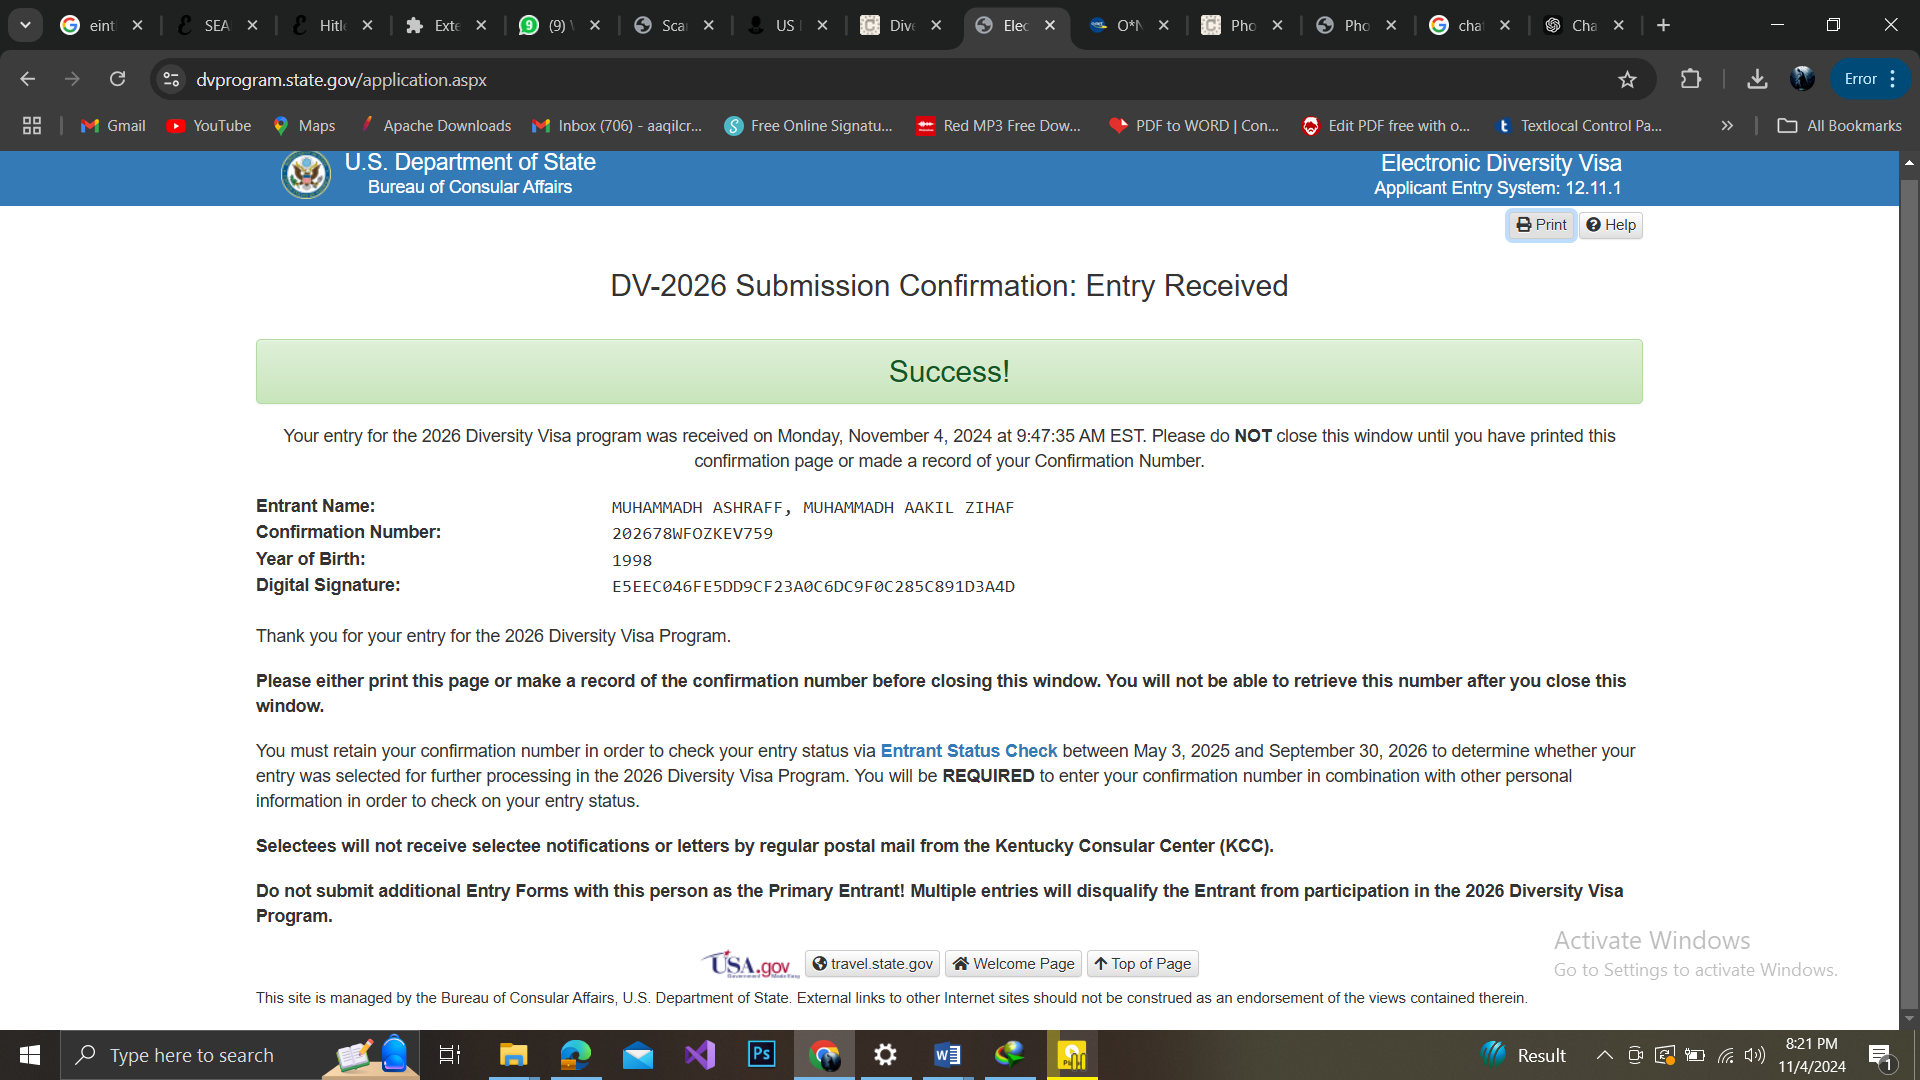 eint
SEA
Hitl
Exte
(9)
Sca
US
Dive
Elec
O*N
Pho
Pho
chat
Cha
dvprogram.state.gov/application.aspx
Error
Gmail
YouTube
Maps
Apache Downloads
Inbox (706) - aaqilcr...
Free Online Signatu...
Red MP3 Free Dow...
PDF to WORD | Con...
Edit PDF free with o...
Textlocal Control Pa...
All Bookmarks
U.S. Department of State
Bureau of Consular Affairs
Electronic Diversity Visa
Applicant Entry System: 12.11.1
Print
Help
DV-2026 Submission Confirmation: Entry Received
Success!
Your entry for the 2026 Diversity Visa program was received on Monday, November 4, 2024 at 9:47:35 AM EST. Please do NOT close this window until you have printed this
confirmation page or made a record of your Confirmation Number.
Entrant Name: MUHAMMADH ASHRAFF, MUHAMMADH AAKIL ZIHAF
Confirmation Number: 202678WFOZKEV759
Year of Birth: 1998
Digital Signature: E5EEC046FE5DD9CF23A0C6DC9F0C285C891D3A4D
Thank you for your entry for the 2026 Diversity Visa Program.
Please either print this page or make a record of the confirmation number before closing this window. You will not be able to retrieve this number after you close this
window.
You must retain your confirmation number in order to check your entry status via Entrant Status Check between May 3, 2025 and September 30, 2026 to determine whether your
entry was selected for further processing in the 2026 Diversity Visa Program. You will be REQUIRED to enter your confirmation number in combination with other personal
information in order to check on your entry status.
Selectees will not receive selectee notifications or letters by regular postal mail from the Kentucky Consular Center (KCC).
Do not submit additional Entry Forms with this person as the Primary Entrant! Multiple entries will disqualify the Entrant from participation in the 2026 Diversity Visa
Program.
Activate Windows
Go to Settings to activate Windows.
USA.gov
travel.state.gov
Welcome Page
Top of Page
This site is managed by the Bureau of Consular Affairs, U.S. Department of State. External links to other Internet sites should not be construed as an endorsement of the views contained therein.
Type here to search
Ps
Result
8:21 PM
11/4/2024
1